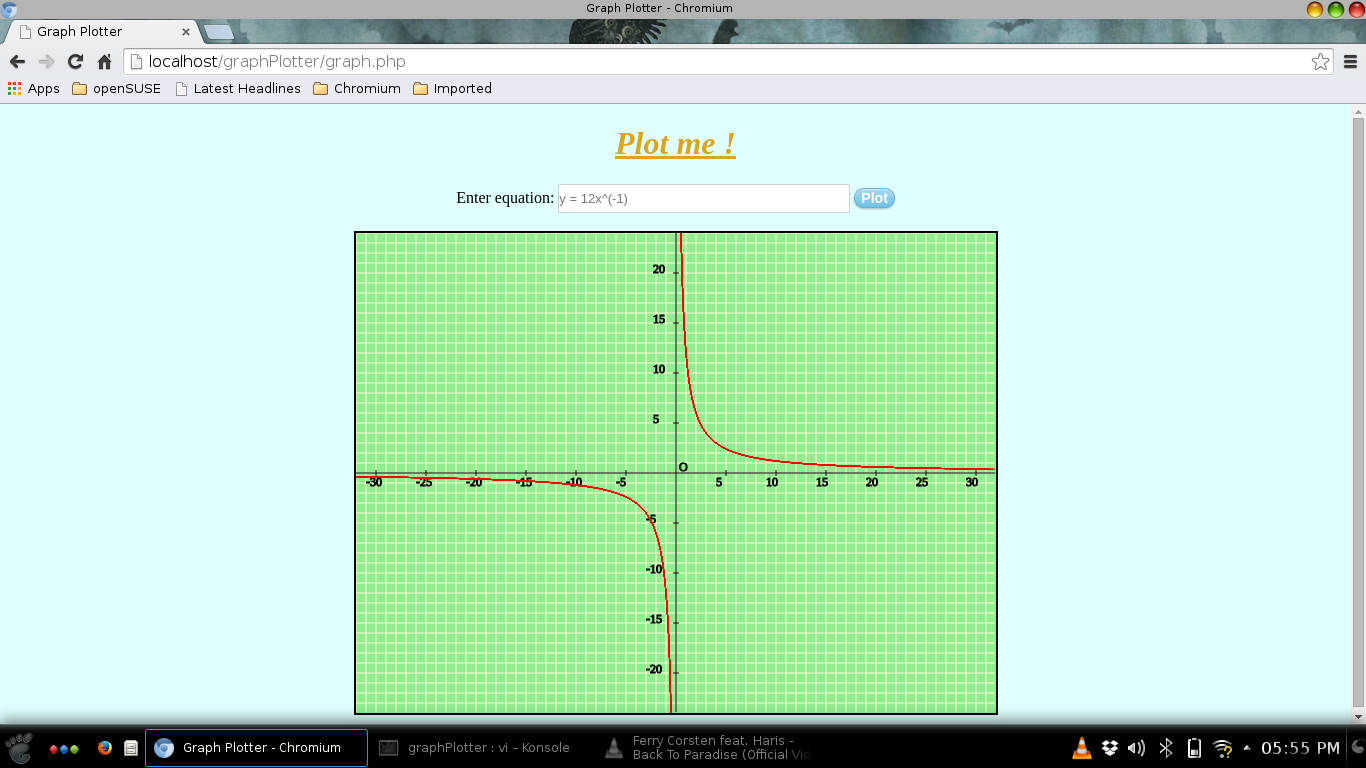 Graph Plotter - Chromium
Graph Plotter
localhost/graphPlotter/graph.php
Apps openSUSE Latest Headlines Chromium Imported
Plot me !
Enter equation: y = 12x^(-1) Plot
20
15
10
5
O
-30 -25 -20 -15 -10 -5 5 10 15 20 25 30
-5
-10
-15
-20
Graph Plotter - Chromium graphPlotter : vi – Konsole
Ferry Corsten feat. Haris -
Back To Paradise (Official Vid
05:55 PM